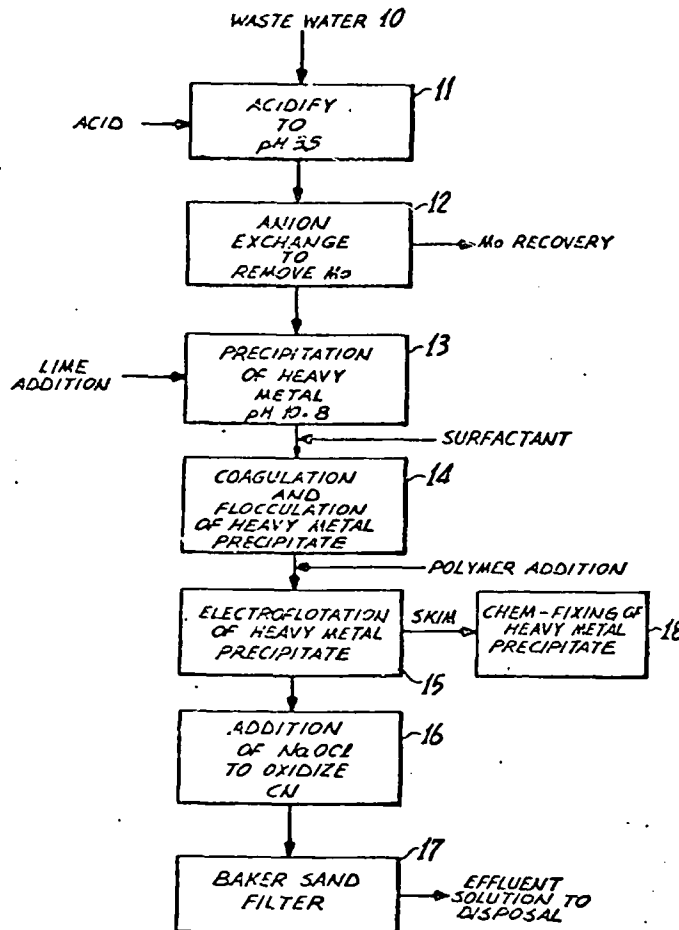 WASTE WATER 10
11
ACIDIFY
TO
pH 3.5
ACID
12
ANION
EXCHANGE
TO
REMOVE Mo
Mo RECOVERY
13
PRECIPITATION
OF HEAVY
METAL
pH 10.8
LIME
ADDITION
SURFACTANT
14
COAGULATION
AND
FLOCCULATION
OF HEAVY METAL
PRECIPITATE
POLYMER ADDITION
ELECTROFLOTATION
OF HEAVY METAL
PRECIPITATE
15
SKIM
CHEM-FIXING OF
HEAVY METAL
PRECIPITATE
18
16
ADDITION
OF NaOCl
TO OXIDIZE
CN
17
BAKER SAND
FILTER
EFFLUENT
SOLUTION TO
DISPOSAL